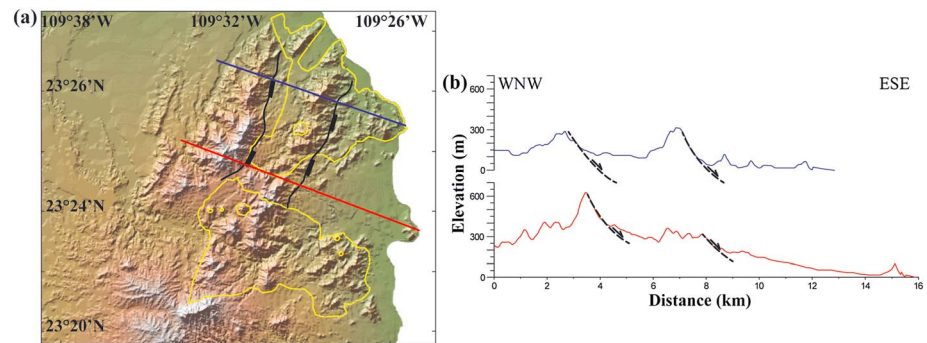 (a)
109°38'W
109°32'W
109°26'W
23°26'N
23°24'N
23°20'N
(b)
WNW
ESE
600
300
0
600
300
0
Elevation (m)
0
2
4
6
8
10
12
14
16
Distance (km)